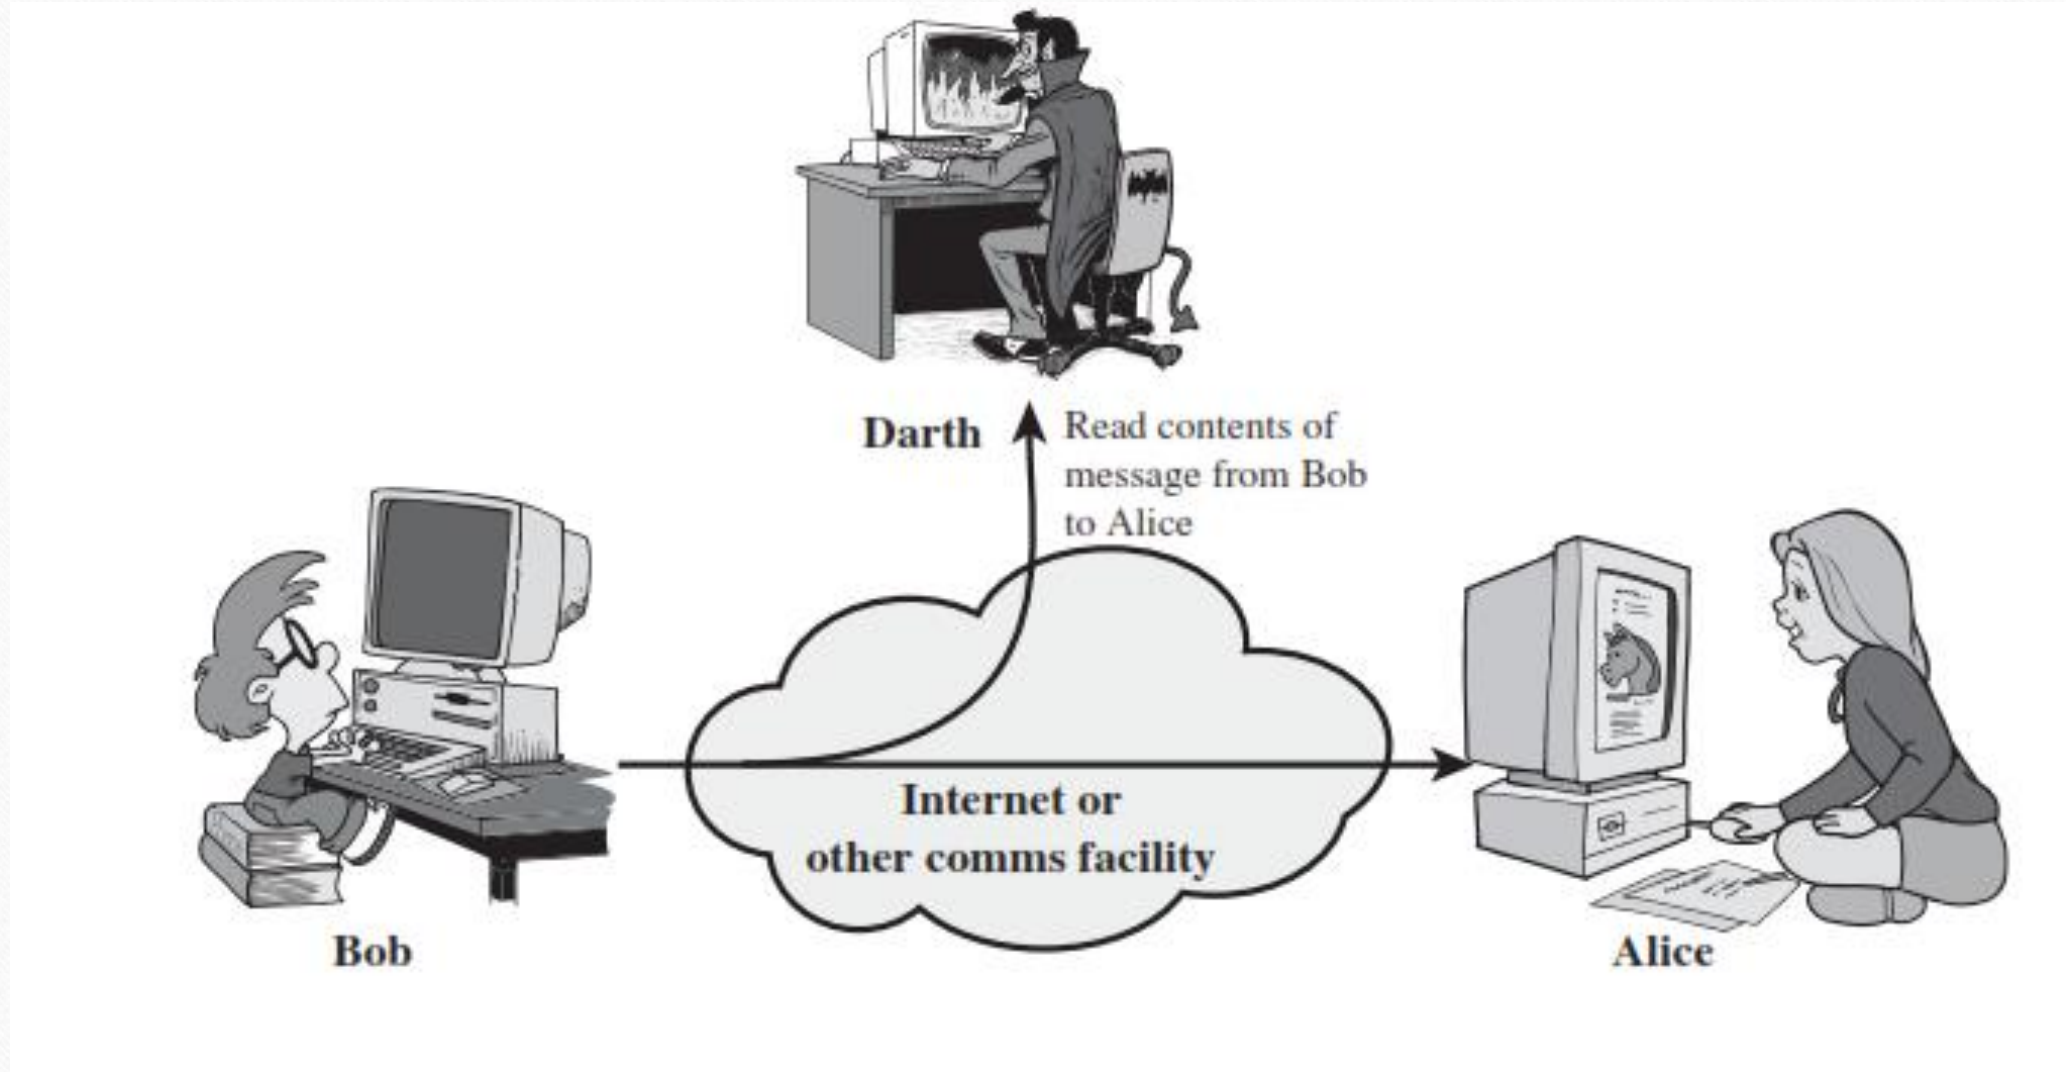 Darth
Read contents of
message from Bob
to Alice
Internet or
other comms facility
Bob
Alice